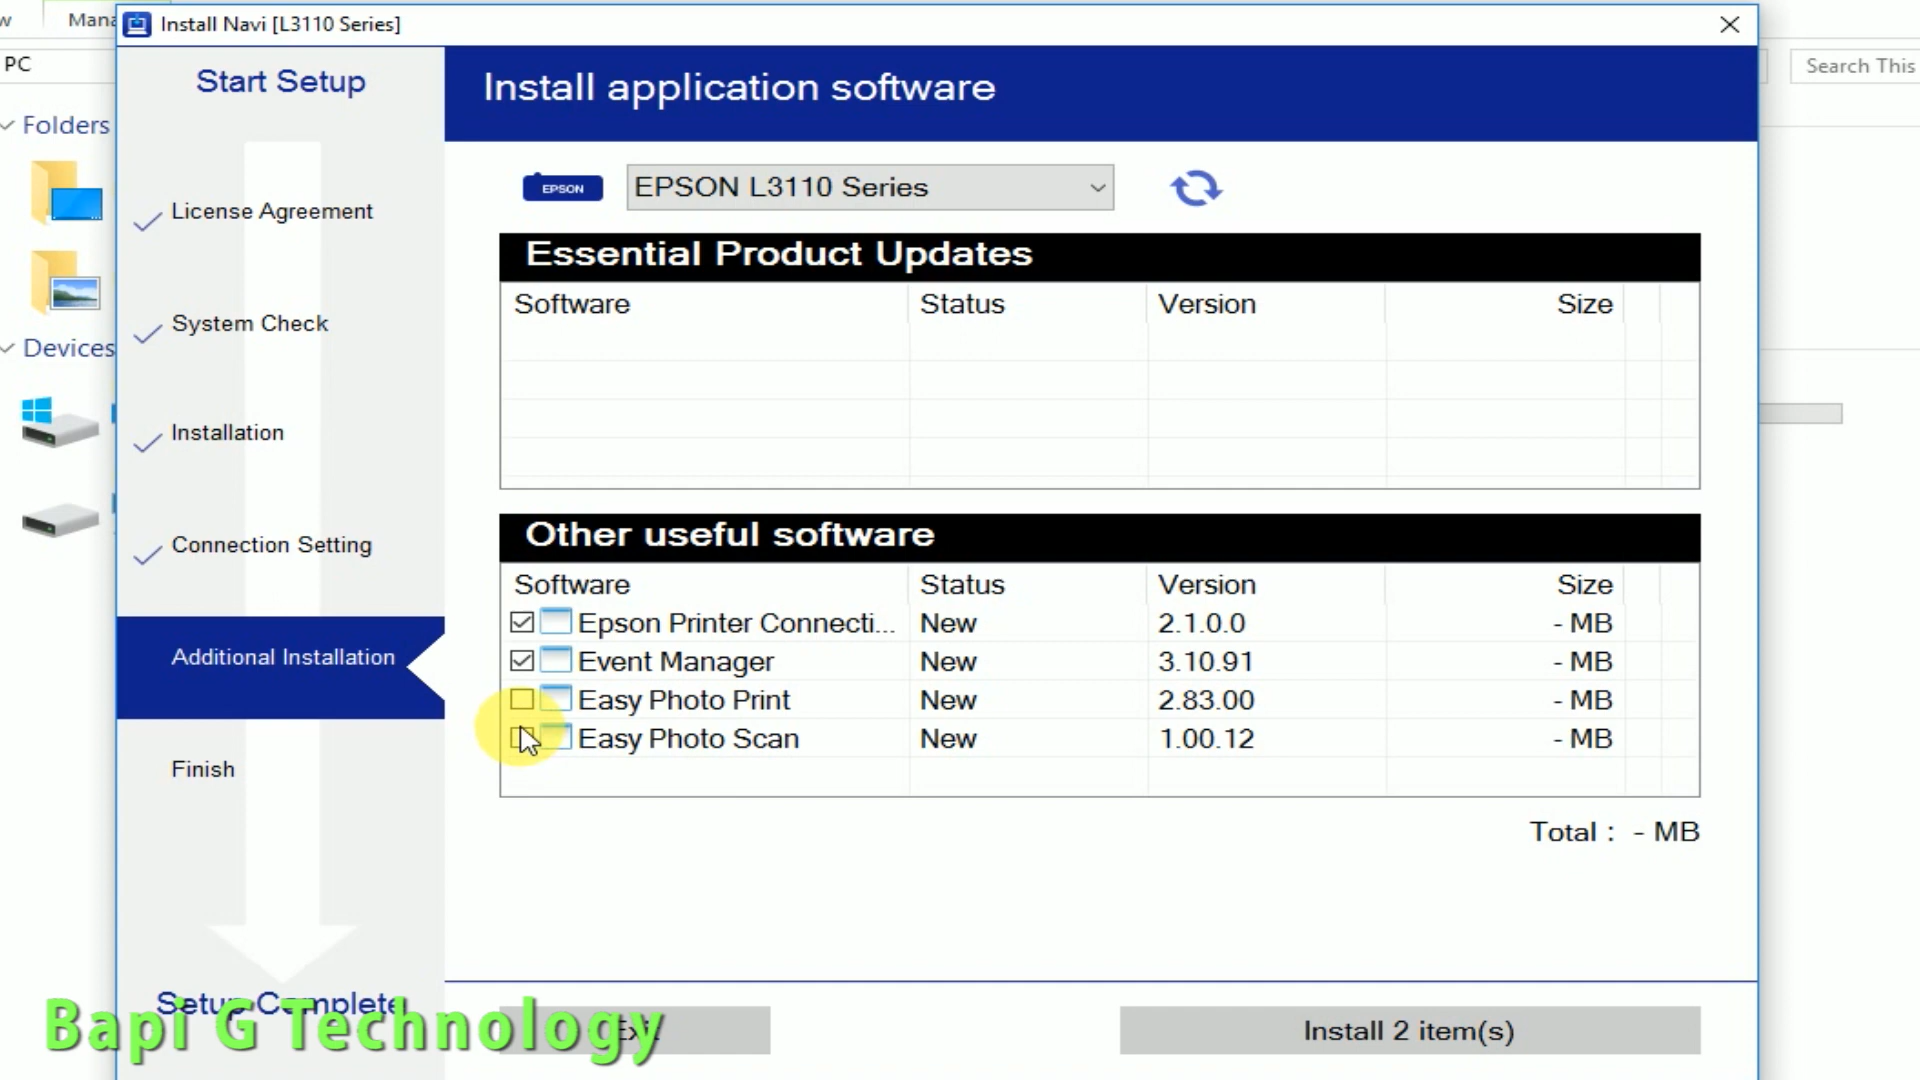 Mana
Install Navi [L3110 Series]
PC
Search This
Folders
Devices
Start Setup
License Agreement
System Check
Installation
Connection Setting
Additional Installation
Finish
Setup Complete
Install application software
EPSON
EPSON L3110 Series
Essential Product Updates
Software Status Version Size
Other useful software
Software Status Version Size
Epson Printer Connecti... New 2.1.0.0 - MB
Event Manager New 3.10.91 - MB
Easy Photo Print New 2.83.00 - MB
Easy Photo Scan New 1.00.12 - MB
Total : - MB
Bapi G Technology
Exit
Install 2 item(s)